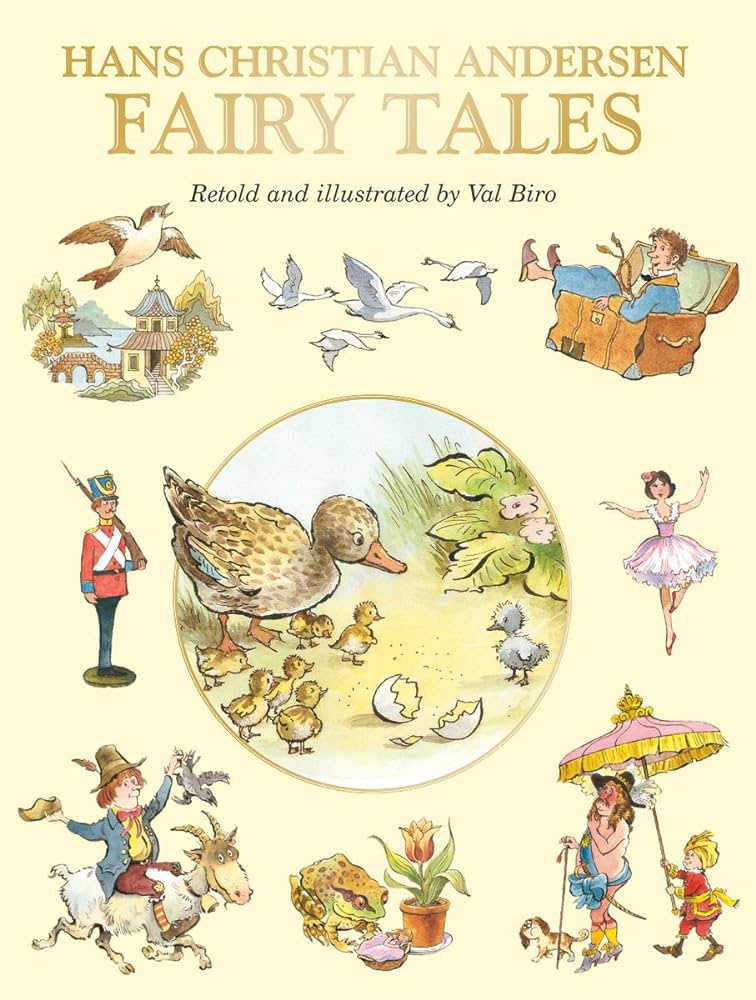 HANS CHRISTIAN ANDERSEN
FAIRY TALES
Retold and illustrated by Val Biro